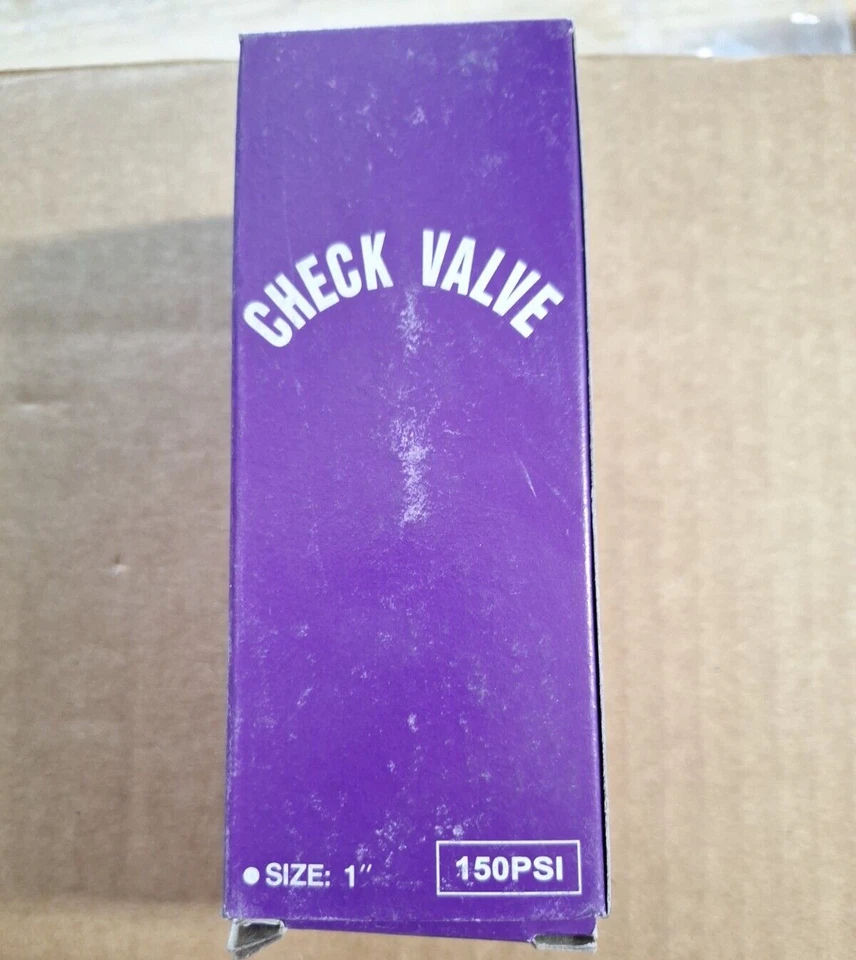 CHECK VALVE
● SIZE: 1"
150PSI